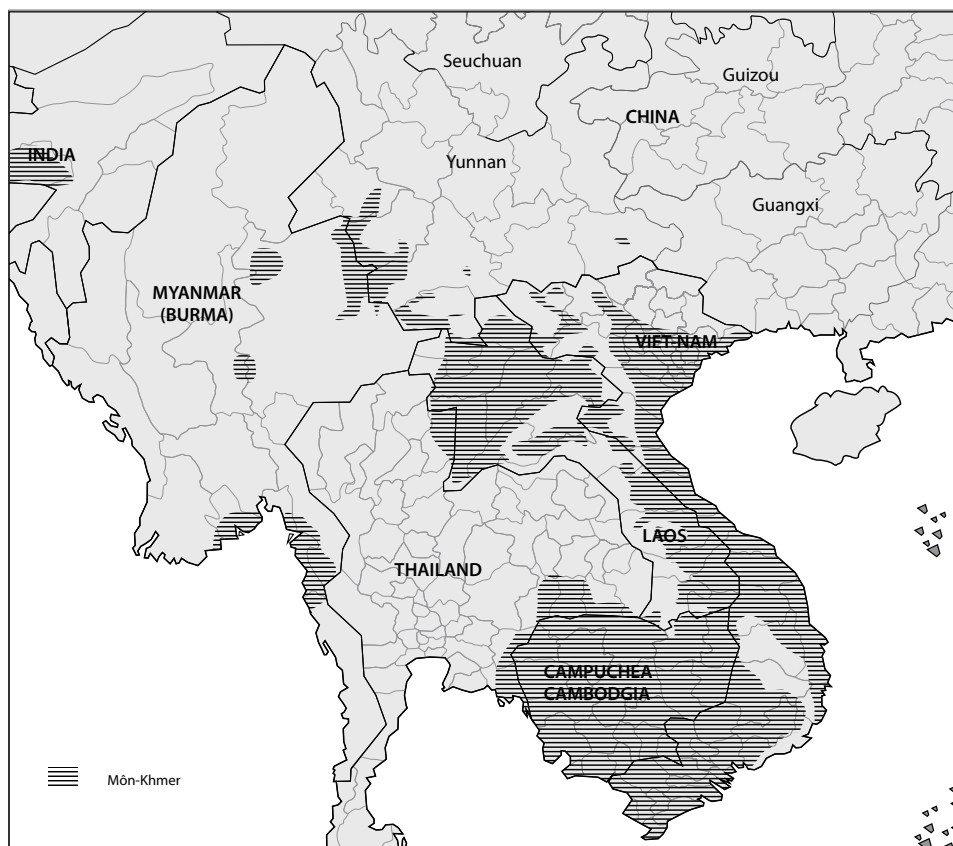 Seuchuan
Guizou
CHINA
INDIA
Yunnan
Guangxi
MYANMAR
(BURMA)
VIET-NAM
LAOS
THAILAND
CAMPUCHEA
CAMBODGIA
Môn-Khmer